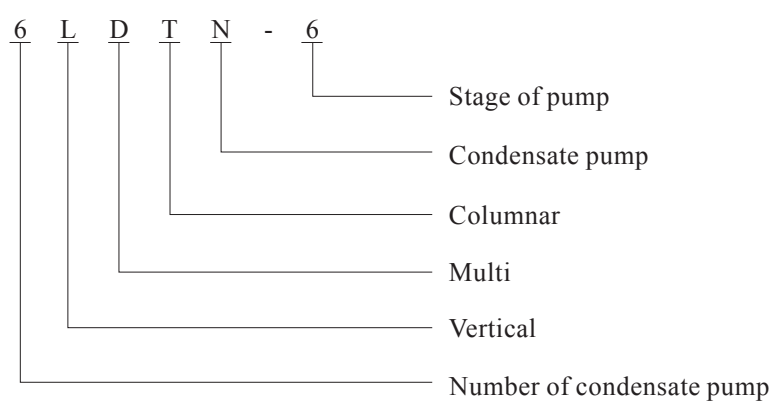 6 L D T N - 6
Stage of pump
Condensate pump
Columnar
Multi
Vertical
Number of condensate pump